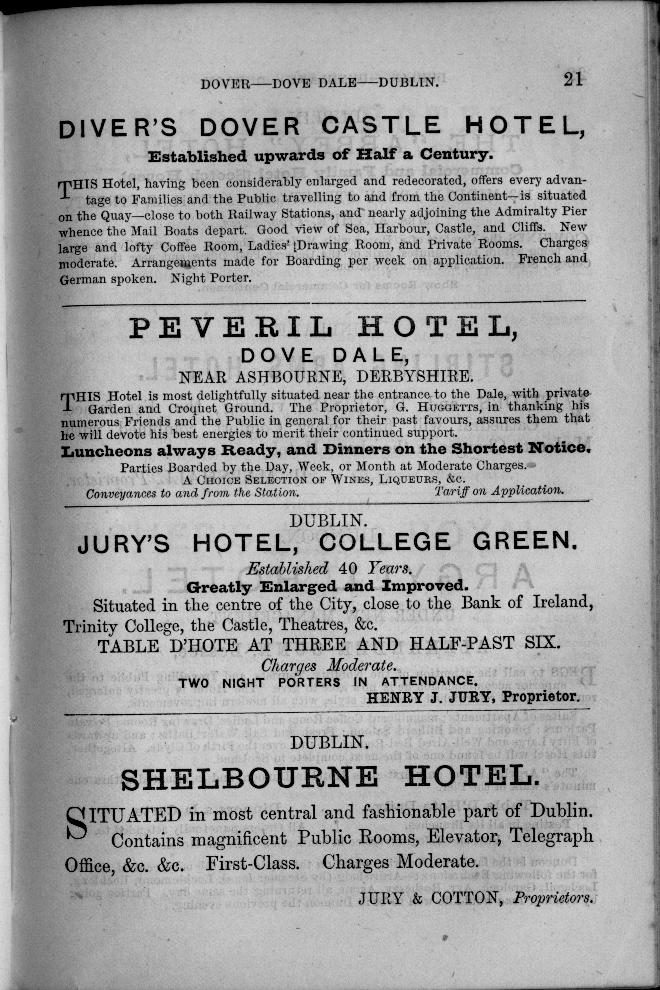 DOVER—DOVE DALE—DUBLIN. 21
DIVER'S DOVER CASTLE HOTEL,
Established upwards of Half a Century.
THIS Hotel, having been considerably enlarged and redecorated, offers every advan-
tage to Families and the Public travelling to and from the Continent—is situated
on the Quay—close to both Railway Stations, and nearly adjoining the Admiralty Pier
whence the Mail Boats depart. Good view of Sea, Harbour, Castle, and Cliffs. New
large and lofty Coffee Room, Ladies' Drawing Room, and Private Rooms. Charges
moderate. Arrangements made for Boarding per week on application. French and
German spoken. Night Porter.
PEVERIL HOTEL,
DOVE DALE,
NEAR ASHBOURNE, DERBYSHIRE.
THIS Hotel is most delightfully situated near the entrance to the Dale, with private
Garden and Croquet Ground. The Proprietor, G. HUGGETTS, in thanking his
numerous Friends and the Public in general for their past favours, assures them that
he will devote his best energies to merit their continued support.
Luncheons always Ready, and Dinners on the Shortest Notice.
Parties Boarded by the Day, Week, or Month at Moderate Charges.
A CHOICE SELECTION OF WINES, LIQUEURS, &c.
Conveyances to and from the Station. Tariff on Application.
DUBLIN.
JURY'S HOTEL, COLLEGE GREEN.
Established 40 Years.
Greatly Enlarged and Improved.
Situated in the centre of the City, close to the Bank of Ireland,
Trinity College, the Castle, Theatres, &c.
TABLE D'HOTE AT THREE AND HALF-PAST SIX.
Charges Moderate.
TWO NIGHT PORTERS IN ATTENDANCE.
HENRY J. JURY, Proprietor.
DUBLIN.
SHELBOURNE HOTEL.
SITUATED in most central and fashionable part of Dublin.
Contains magnificent Public Rooms, Elevator, Telegraph
Office, &c. &c. First-Class. Charges Moderate.
JURY & COTTON, Proprietors.